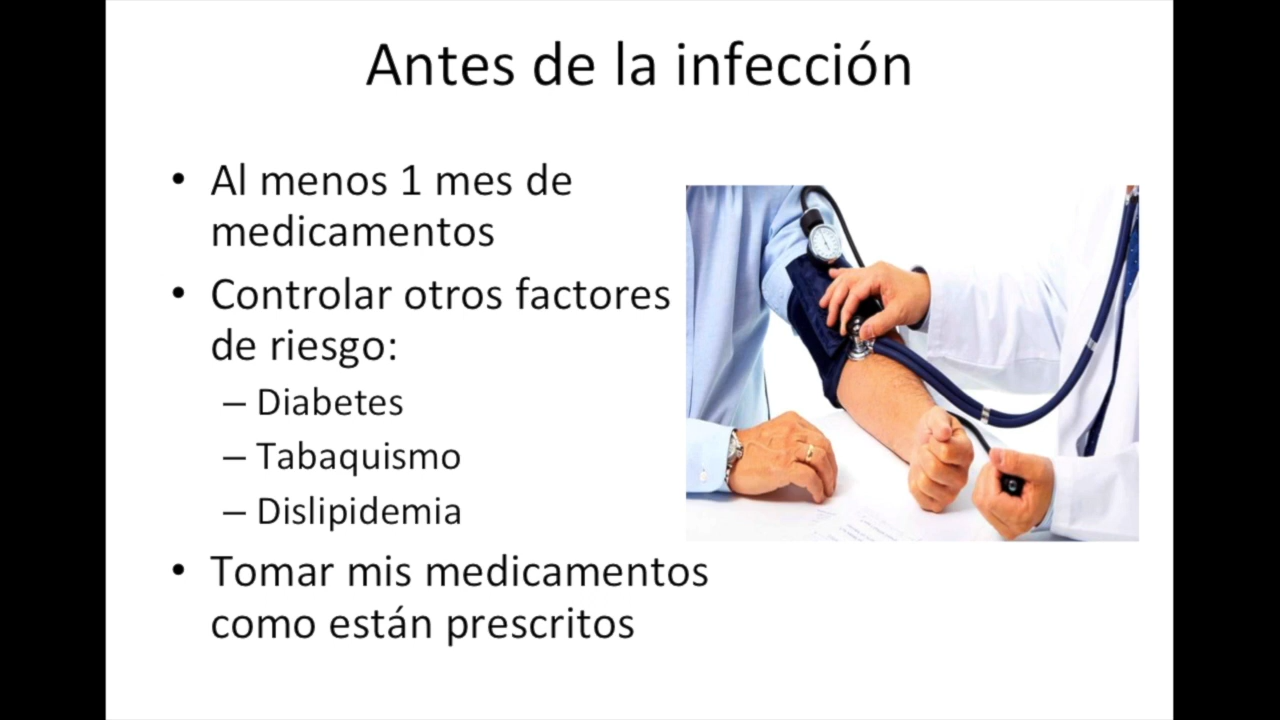 Antes de la infección
• Al menos 1 mes de
medicamentos
• Controlar otros factores
de riesgo:
– Diabetes
– Tabaquismo
– Dislipidemia
• Tomar mis medicamentos
como están prescritos